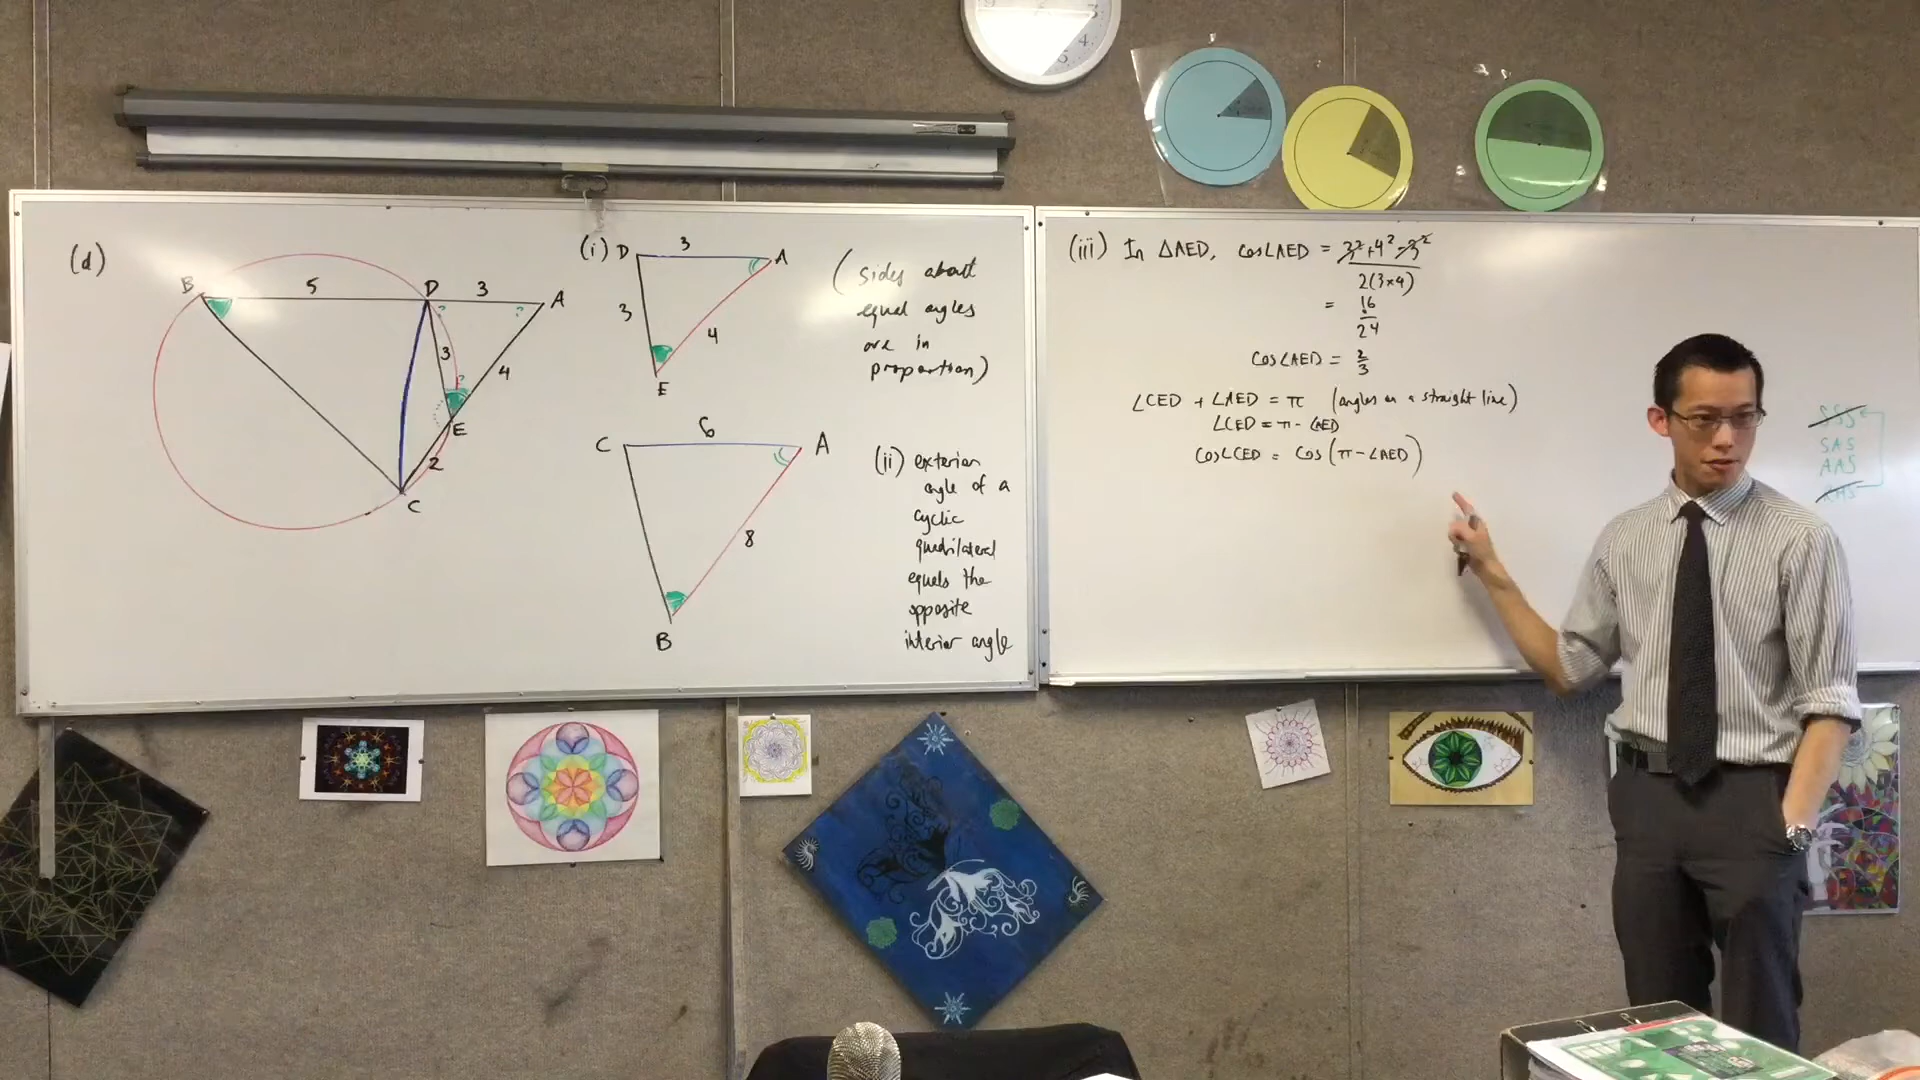 (d)
B
5
D
3
A
?
?
3
4
?
E
2
C
(i)
D
3
A
3
4
E
(sides about
equal angles
are in
proportion)
C
6
A
8
B
(ii) exterior
angle of a
cyclic
quadrilateral
equals the
opposite
interior angle
(iii) In ΔAED, cos∠AED = 3²+4²-3²
2(3×4)
= 16
24
cos∠AED = 2
3
∠CED + ∠AED = π (angles on a straight line)
∠CED = π - ∠AED
cos∠CED = cos(π - ∠AED)
SSS
SAS
AAS
RHS